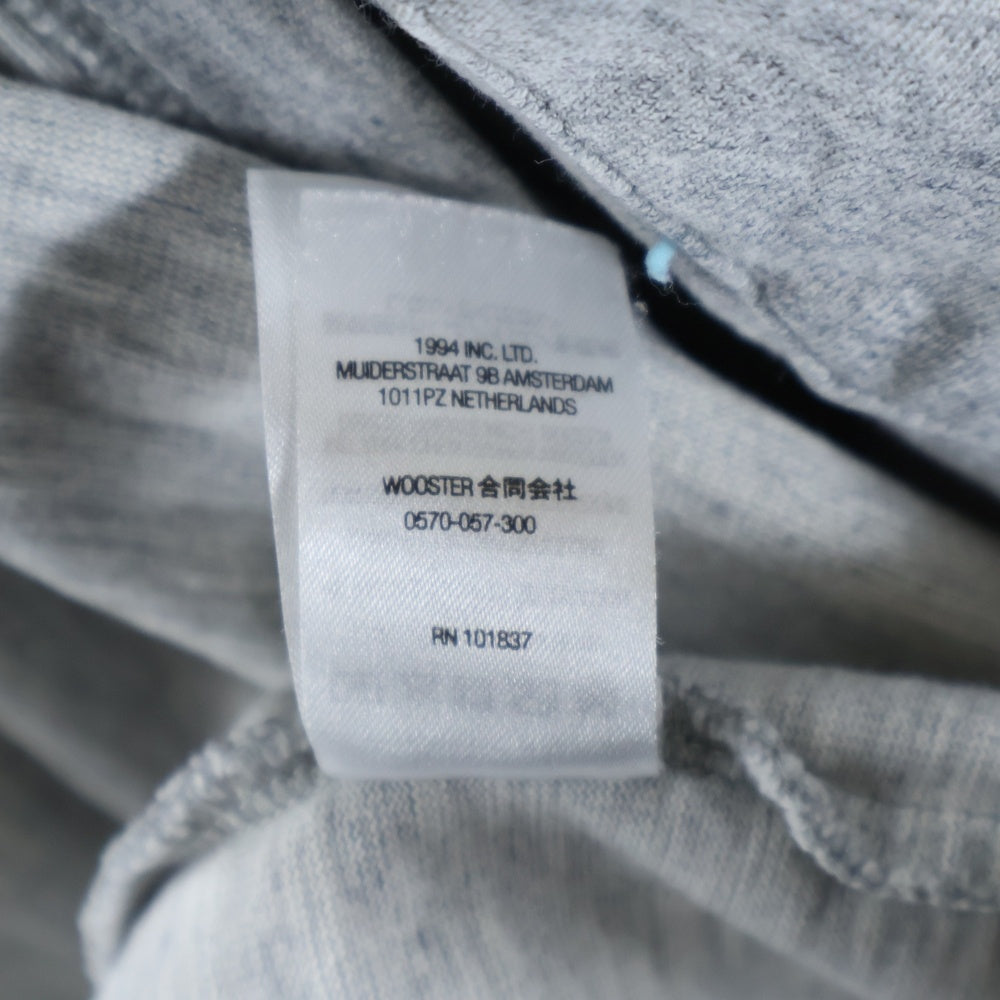 1994 INC. LTD.
MUIDERSTRAAT 9B AMSTERDAM
1011PZ NETHERLANDS
WOOSTER 合同会社
0570-057-300
RN 101837